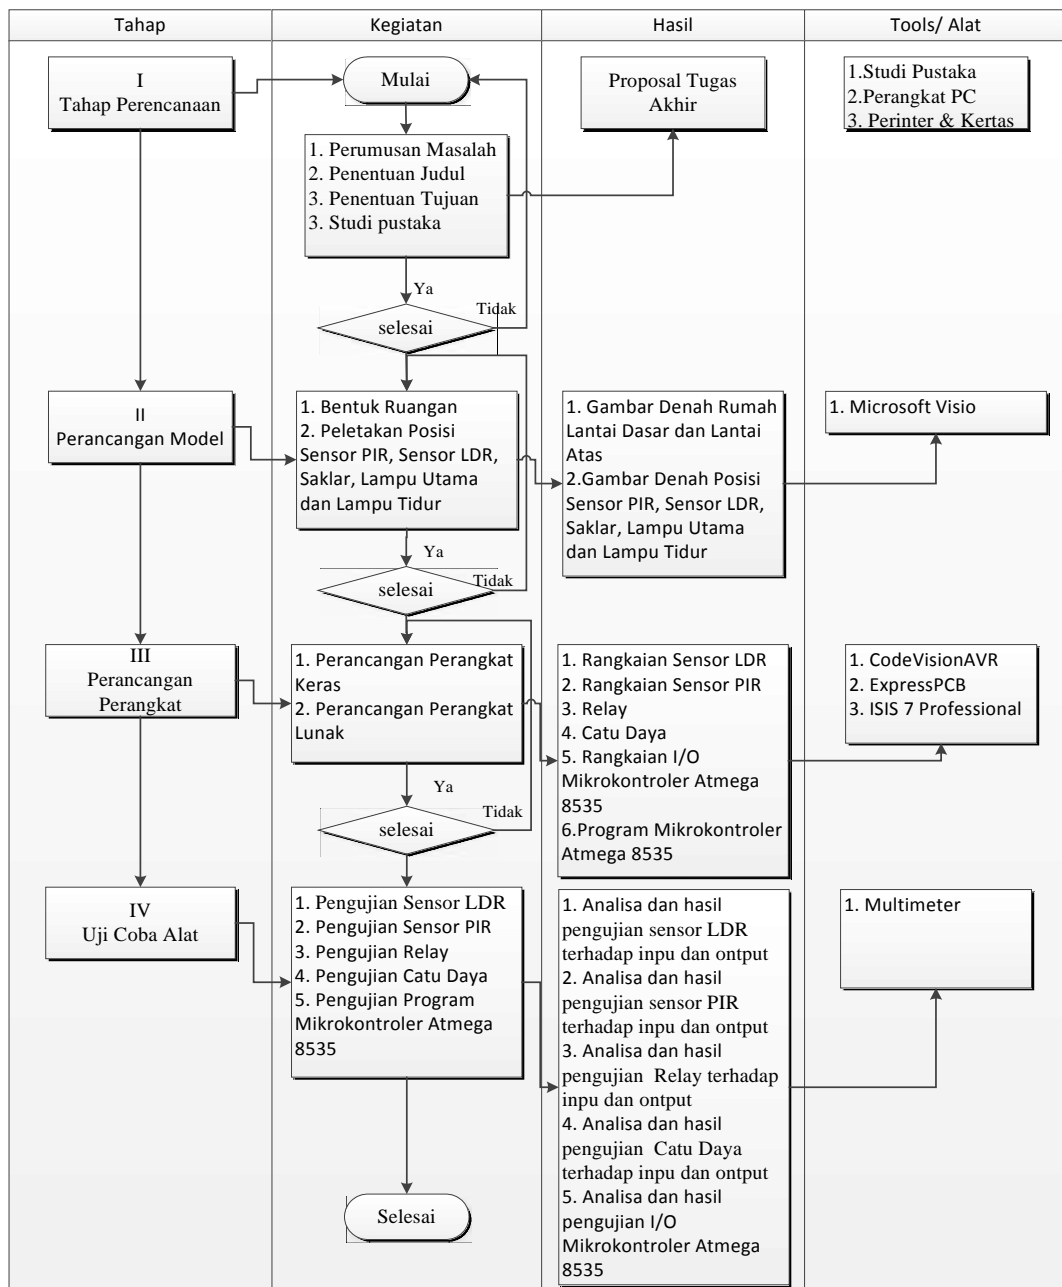 Tahap
Kegiatan
Hasil
Tools/ Alat
I
Tahap Perencanaan
Mulai
Proposal Tugas
Akhir
1.Studi Pustaka
2.Perangkat PC
3. Perinter & Kertas
1. Perumusan Masalah
2. Penentuan Judul
3. Penentuan Tujuan
3. Studi pustaka
Ya
Tidak
selesai
II
Perancangan Model
1. Bentuk Ruangan
2. Peletakan Posisi
Sensor PIR, Sensor LDR,
Saklar, Lampu Utama
dan Lampu Tidur
1. Gambar Denah Rumah
Lantai Dasar dan Lantai
Atas
2.Gambar Denah Posisi
Sensor PIR, Sensor LDR,
Saklar, Lampu Utama
dan Lampu Tidur
1. Microsoft Visio
Ya
Tidak
selesai
III
Perancangan
Perangkat
1. Perancangan Perangkat
Keras
2. Perancangan Perangkat
Lunak
1. Rangkaian Sensor LDR
2. Rangkaian Sensor PIR
3. Relay
4. Catu Daya
5. Rangkaian I/O
Mikrokontroler Atmega
8535
6.Program Mikrokontroler
Atmega 8535
1. CodeVisionAVR
2. ExpressPCB
3. ISIS 7 Professional
Ya
Tidak
selesai
IV
Uji Coba Alat
1. Pengujian Sensor LDR
2. Pengujian Sensor PIR
3. Pengujian Relay
4. Pengujian Catu Daya
5. Pengujian Program
Mikrokontroler Atmega
8535
1. Analisa dan hasil
pengujian sensor LDR
terhadap inpu dan ontput
2. Analisa dan hasil
pengujian sensor PIR
terhadap inpu dan ontput
3. Analisa dan hasil
pengujian  Relay terhadap
inpu dan ontput
4. Analisa dan hasil
pengujian  Catu Daya
terhadap inpu dan ontput
5. Analisa dan hasil
pengujian I/O
Mikrokontroler Atmega
8535
1. Multimeter
Selesai